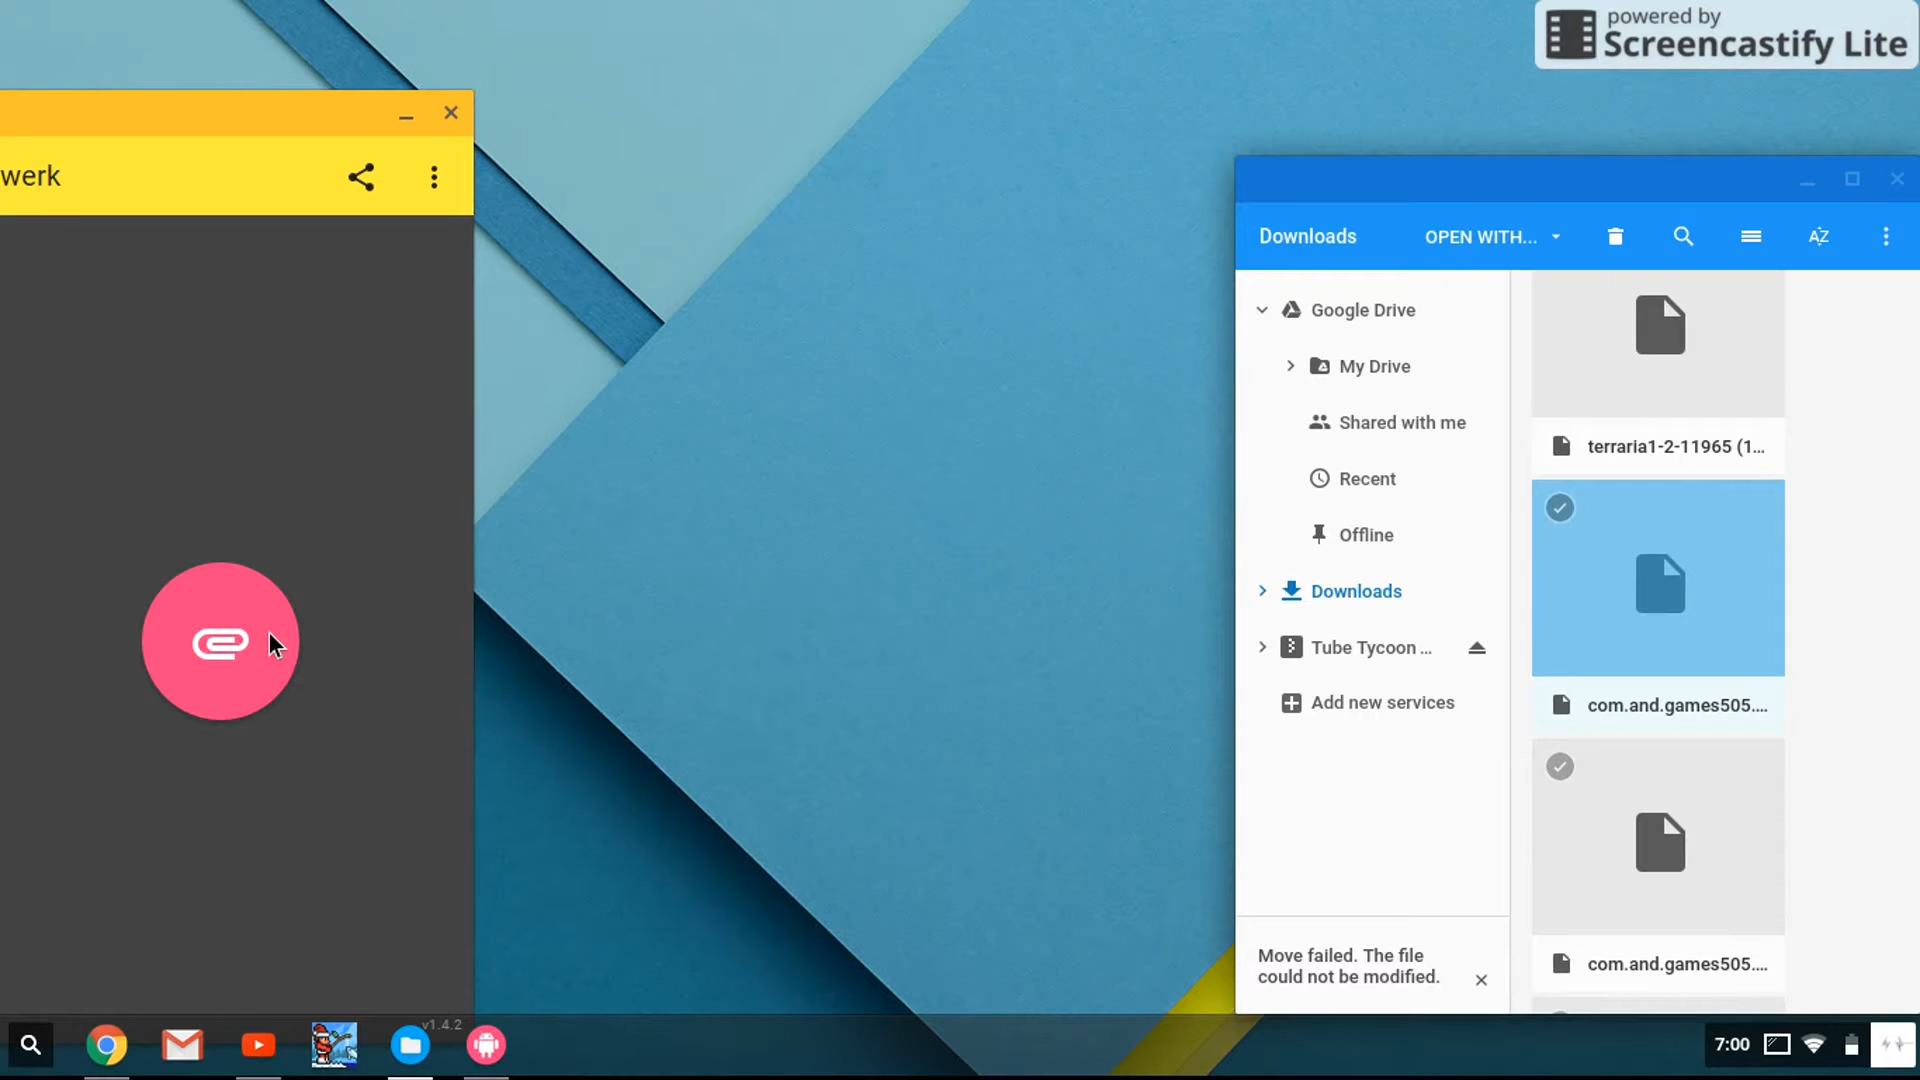 powered by
Screencastify Lite
werk
Downloads
OPEN WITH...
AZ
Google Drive
My Drive
Shared with me
Recent
Offline
Downloads
Tube Tycoon ...
Add new services
terraria1-2-11965 (1...
com.and.games505....
com.and.games505....
Move failed. The file
could not be modified.
v1.4.2
7:00